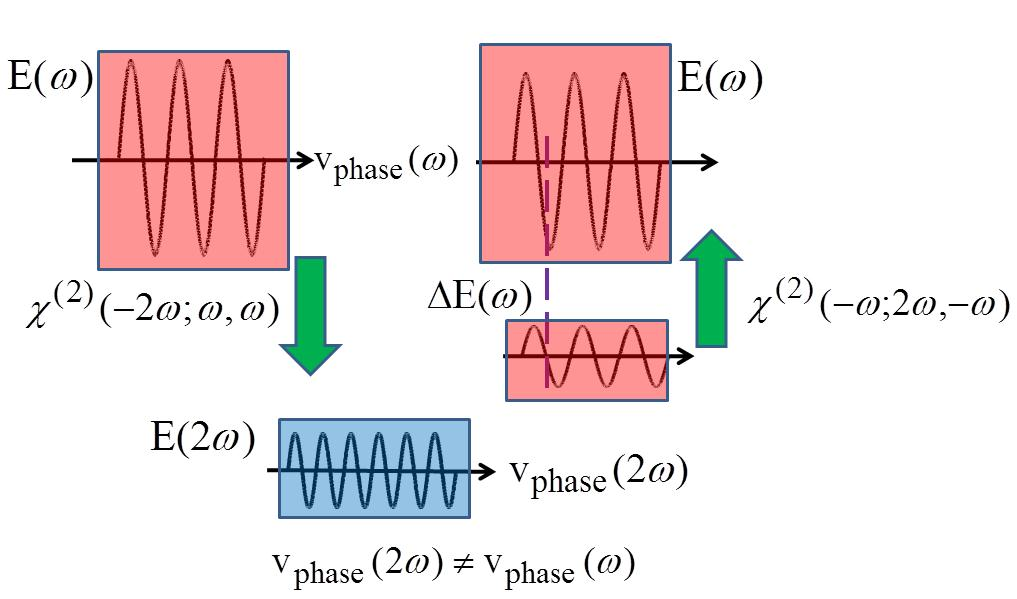 E(ω)
v_phase (ω)
E(ω)
χ^(2) (−2ω; ω, ω)
ΔE(ω)
χ^(2) (−ω;2ω,−ω)
E(2ω)
v_phase (2ω)
v_phase (2ω) ≠ v_phase (ω)